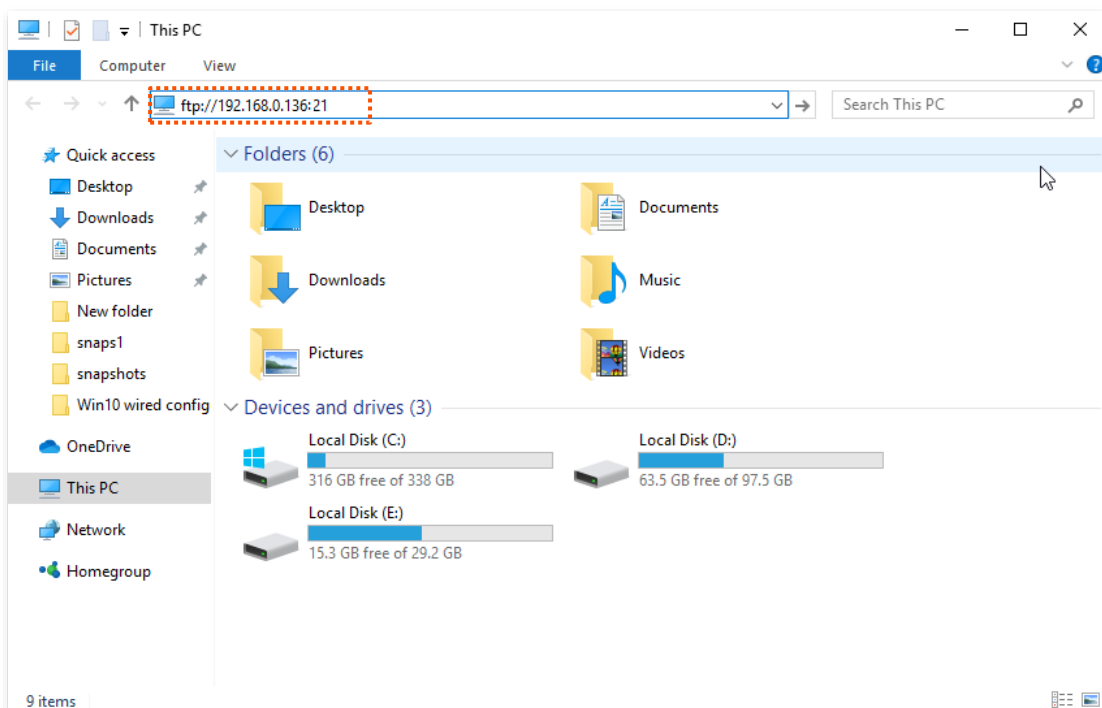 This PC
File Computer View
ftp://192.168.0.136:21
Search This PC
Quick access
Desktop
Downloads
Documents
Pictures
New folder
snaps1
snapshots
Win10 wired config
OneDrive
This PC
Network
Homegroup
Folders (6)
Desktop
Documents
Downloads
Music
Pictures
Videos
Devices and drives (3)
Local Disk (C:)
316 GB free of 338 GB
Local Disk (D:)
63.5 GB free of 97.5 GB
Local Disk (E:)
15.3 GB free of 29.2 GB
9 items